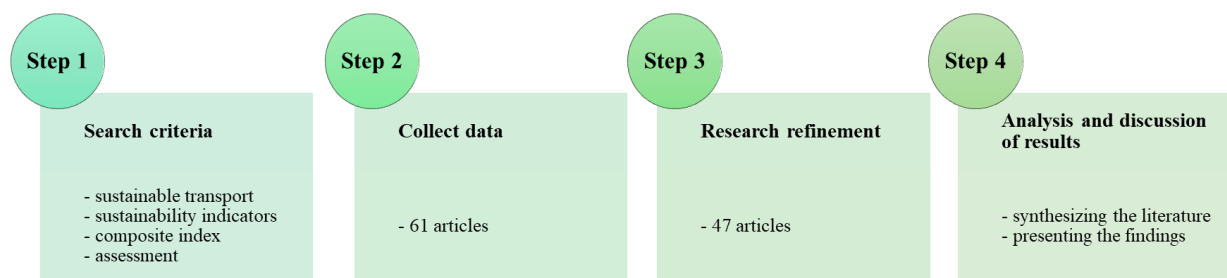 Step 1
Search criteria
- sustainable transport
- sustainability indicators
- composite index
- assessment
Step 2
Collect data
- 61 articles
Step 3
Research refinement
- 47 articles
Step 4
Analysis and discussion
of results
- synthesizing the literature
- presenting the findings